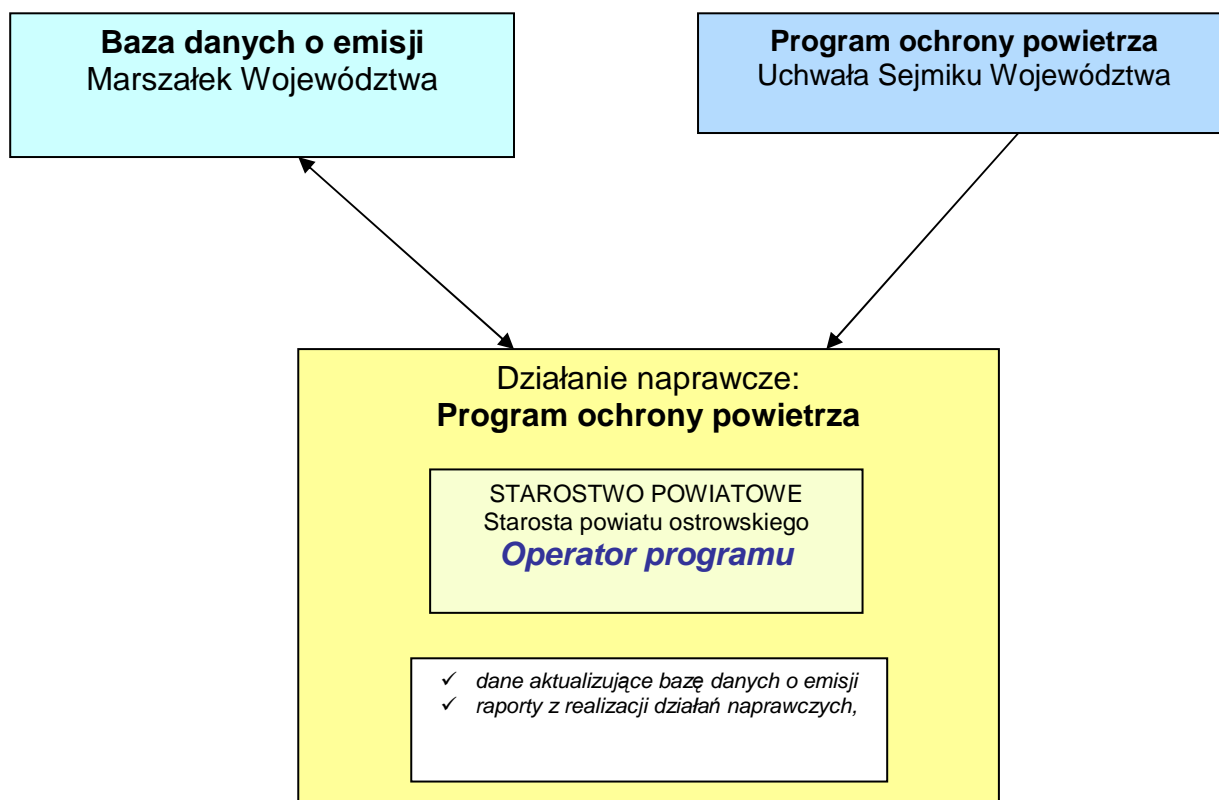 Baza danych o emisji
Marszałek Województwa
Program ochrony powietrza
Uchwała Sejmiku Województwa
Działanie naprawcze:
Program ochrony powietrza
STAROSTWO POWIATOWE
Starosta powiatu ostrowskiego
Operator programu
✓ dane aktualizujące bazę danych o emisji
✓ raporty z realizacji działań naprawczych,